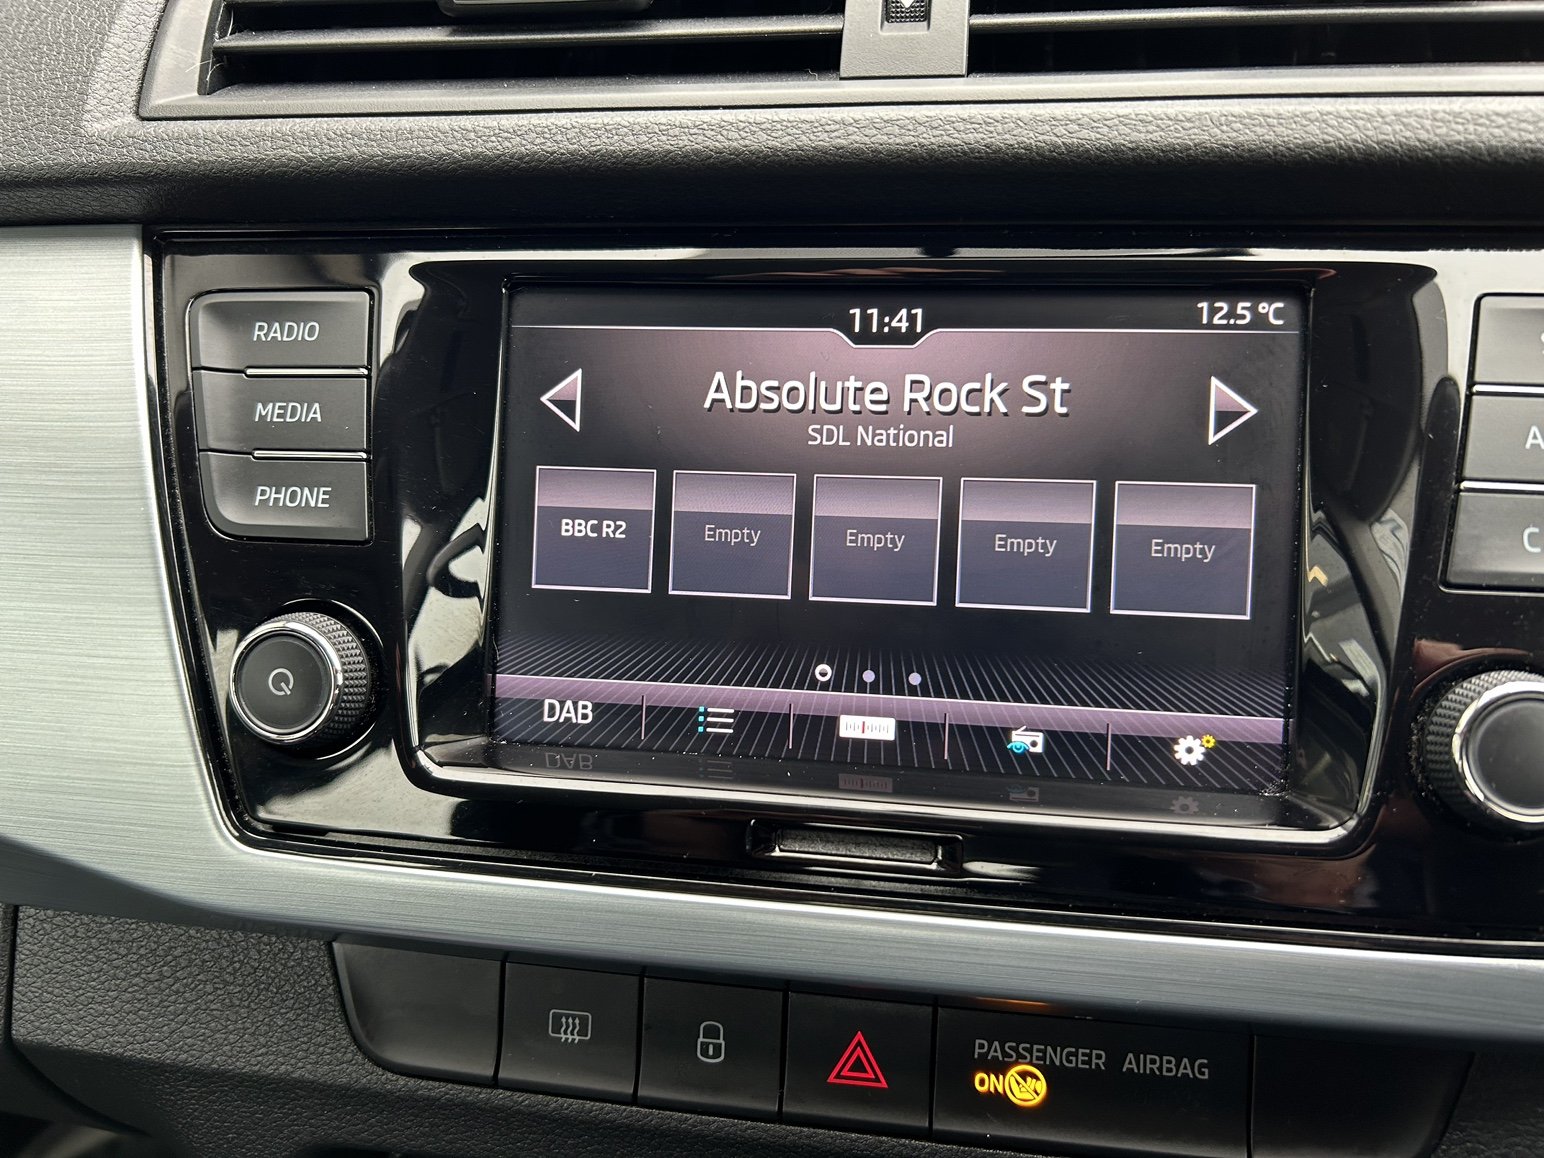 11:41
12.5 °C
RADIO
MEDIA
PHONE
Absolute Rock St
SDL National
BBC R2
Empty
Empty
Empty
Empty
DAB
PASSENGER AIRBAG
ON